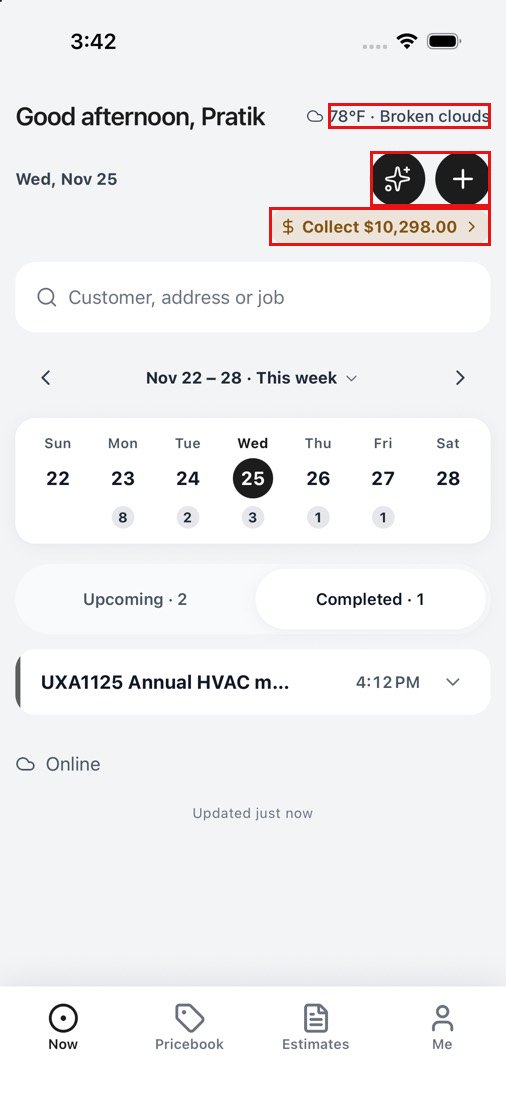 3:42
Good afternoon, Pratik
78°F · Broken clouds
Wed, Nov 25
$ Collect $10,298.00 >
Customer, address or job
Nov 22 – 28 · This week
Sun Mon Tue Wed Thu Fri Sat
22 23 24 25 26 27 28
8 2 3 1 1
Upcoming · 2
Completed · 1
UXA1125 Annual HVAC m... 4:12 PM
Online
Updated just now
Now Pricebook Estimates Me